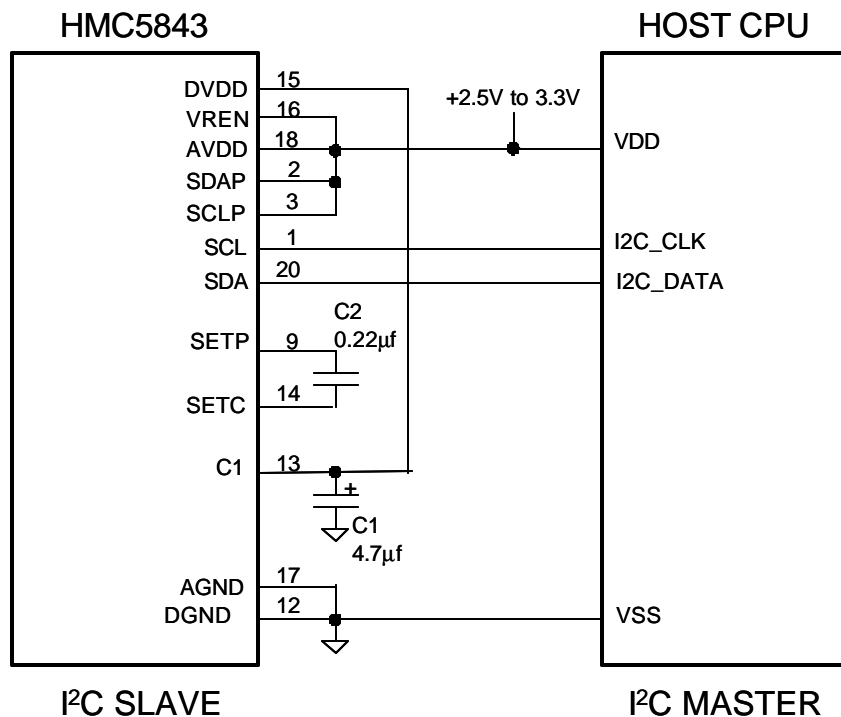 HMC5843
HOST CPU
DVDD
15
VREN
16
AVDD
18
SDAP
2
SCLP
3
SCL
1
SDA
20
+2.5V to 3.3V
VDD
I2C_CLK
I2C_DATA
C2
0.22μf
SETP
9
SETC
14
C1
13
+
C1
4.7μf
AGND
17
DGND
12
VSS
I²C SLAVE
I²C MASTER